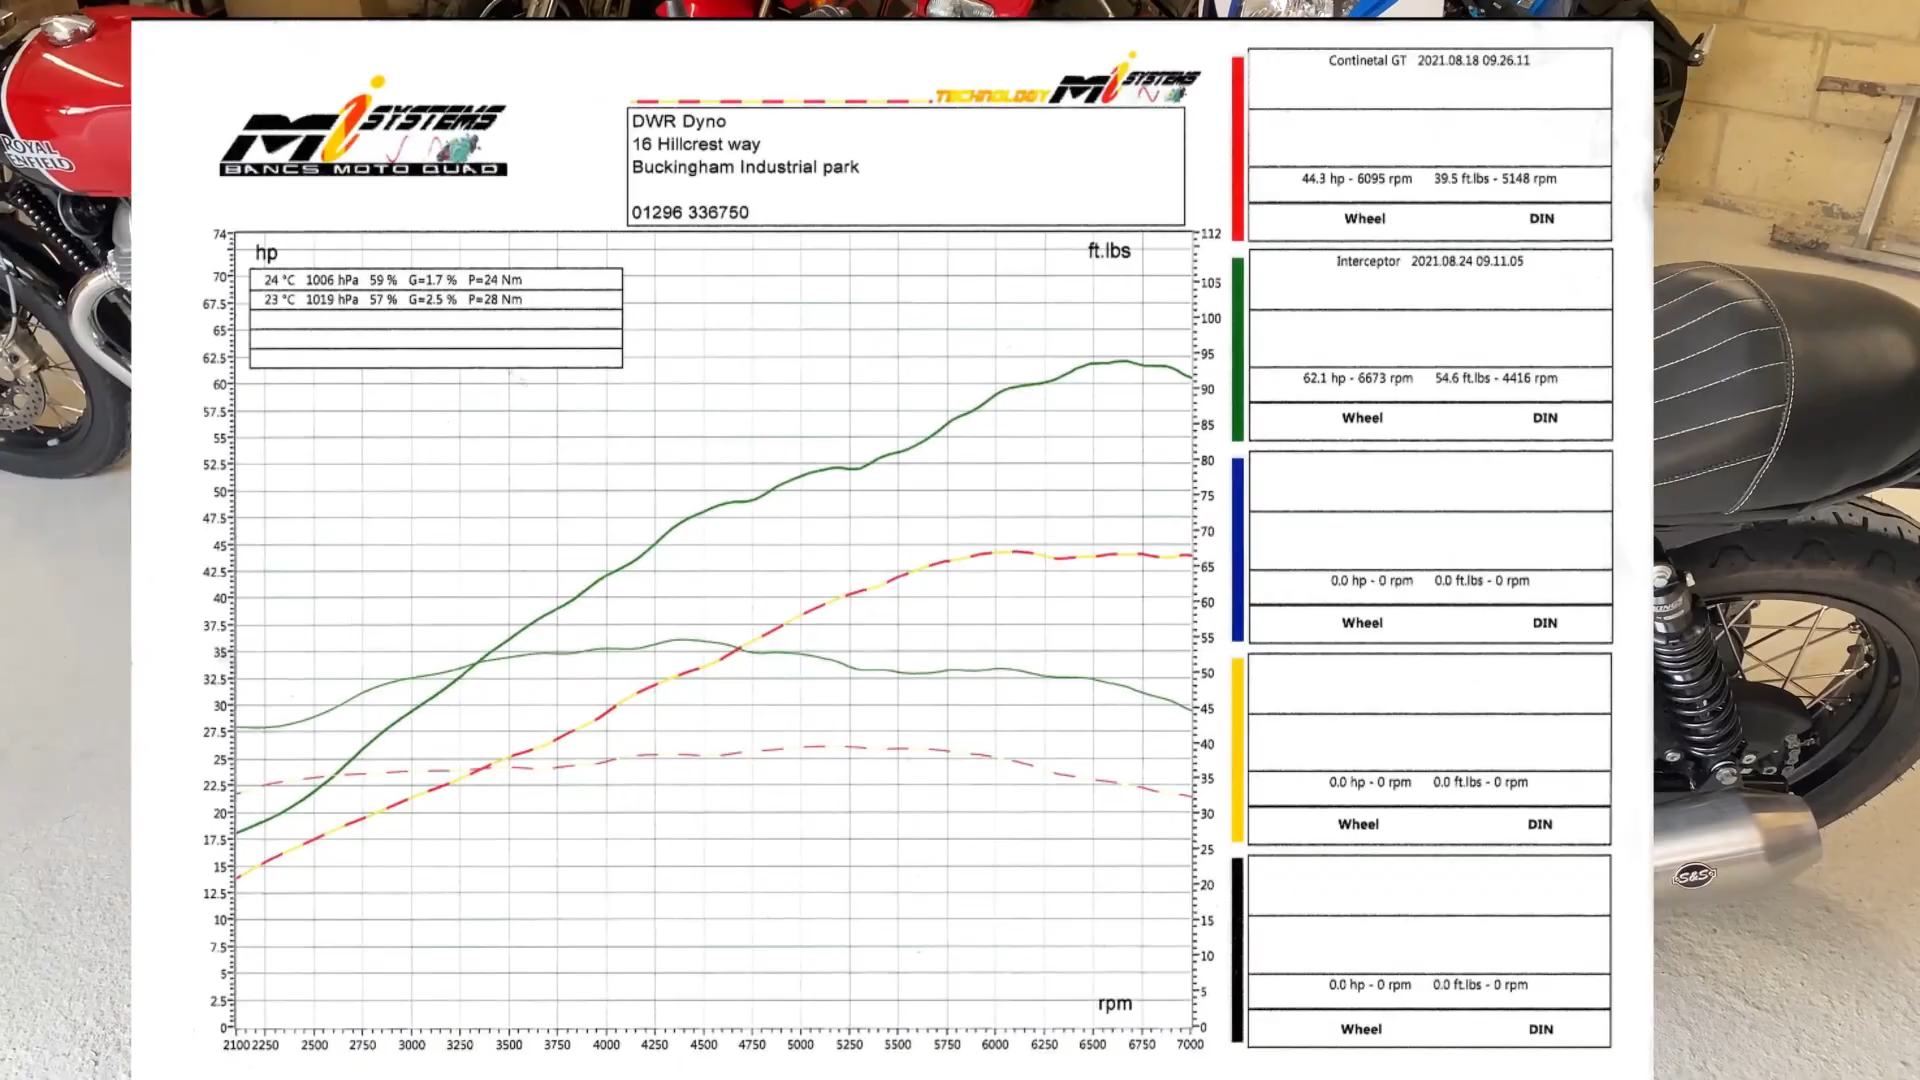 ROYAL
ENFIELD
Mi SYSTEMS
BANCS MOTO QUAD
TECHNOLOGY Mi SYSTEMS
DWR Dyno
16 Hillcrest way
Buckingham Industrial park
01296 336750
hp
ft.lbs
24 °C 1006 hPa 59 % G=1.7 % P=24 Nm
23 °C 1019 hPa 57 % G=2.5 % P=28 Nm
74
70
67.5
65
62.5
60
57.5
55
52.5
50
47.5
45
42.5
40
37.5
35
32.5
30
27.5
25
22.5
20
17.5
15
12.5
10
7.5
5
2.5
0
112
105
100
95
90
85
80
75
70
65
60
55
50
45
40
35
30
25
20
15
10
5
0
rpm
2100 2250 2500 2750 3000 3250 3500 3750 4000 4250 4500 4750 5000 5250 5500 5750 6000 6250 6500 6750 7000
Continetal GT 2021.08.18 09.26.11
44.3 hp - 6095 rpm 39.5 ft.lbs - 5148 rpm
Wheel DIN
Interceptor 2021.08.24 09.11.05
62.1 hp - 6673 rpm 54.6 ft.lbs - 4416 rpm
Wheel DIN
0.0 hp - 0 rpm 0.0 ft.lbs - 0 rpm
Wheel DIN
0.0 hp - 0 rpm 0.0 ft.lbs - 0 rpm
Wheel DIN
0.0 hp - 0 rpm 0.0 ft.lbs - 0 rpm
Wheel DIN
S&S